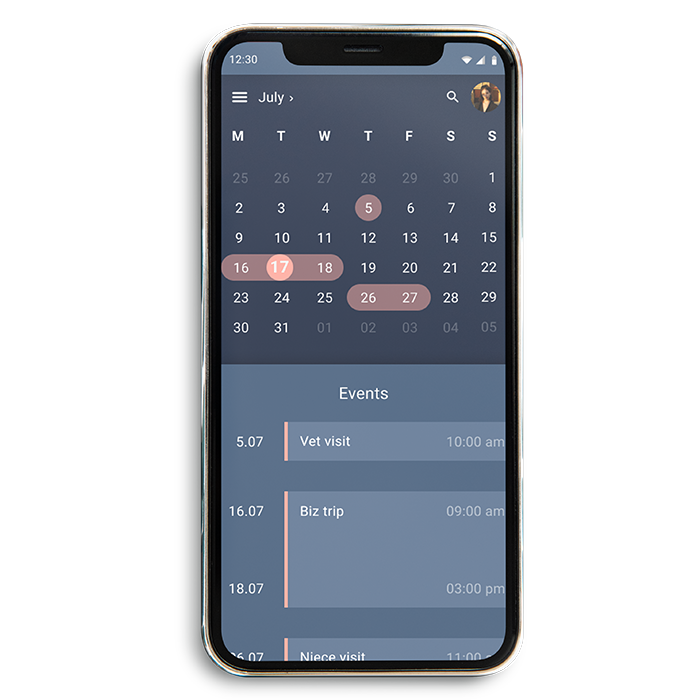 12:30
July ›
M T W T F S S
25 26 27 28 29 30 1
2 3 4 5 6 7 8
9 10 11 12 13 14 15
16 17 18 19 20 21 22
23 24 25 26 27 28 29
30 31 01 02 03 04 05
Events
5.07 Vet visit 10:00 am
16.07 Biz trip 09:00 am
18.07 03:00 pm
26.07 Niece visit 11:00 a